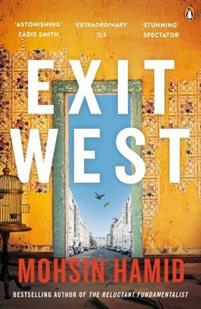 'ASTONISHING' 'EXTRAORDINARY' 'STUNNING'
ZADIE SMITH TLS SPECTATOR
EXIT
WEST
MOHSIN HAMID
BESTSELLING AUTHOR OF THE RELUCTANT FUNDAMENTALIST